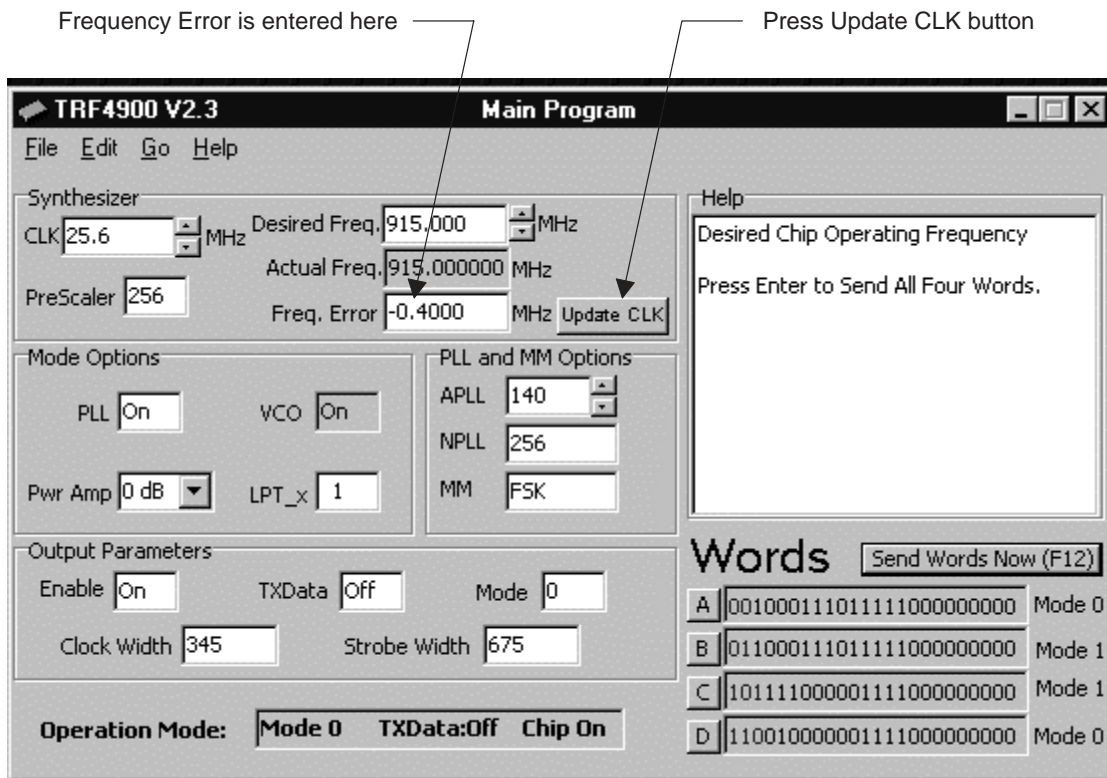 Frequency Error is entered here
Press Update CLK button
TRF4900 V2.3 Main Program
File Edit Go Help
Synthesizer
CLK 25.6 MHz
Desired Freq. 915.000 MHz
Actual Freq. 915.000000 MHz
PreScaler 256
Freq. Error -0.4000 MHz Update CLK
Help
Desired Chip Operating Frequency
Press Enter to Send All Four Words.
Mode Options
PLL On VCO On
Pwr Amp 0 dB LPT_x 1
PLL and MM Options
APLL 140
NPLL 256
MM FSK
Output Parameters
Enable On TXData Off Mode 0
Clock Width 345 Strobe Width 675
Operation Mode: Mode 0 TXData:Off Chip On
Words Send Words Now (F12)
A 001000111011111000000000 Mode 0
B 011000111011111000000000 Mode 1
C 101111000001111000000000 Mode 1
D 110010000001111000000000 Mode 0